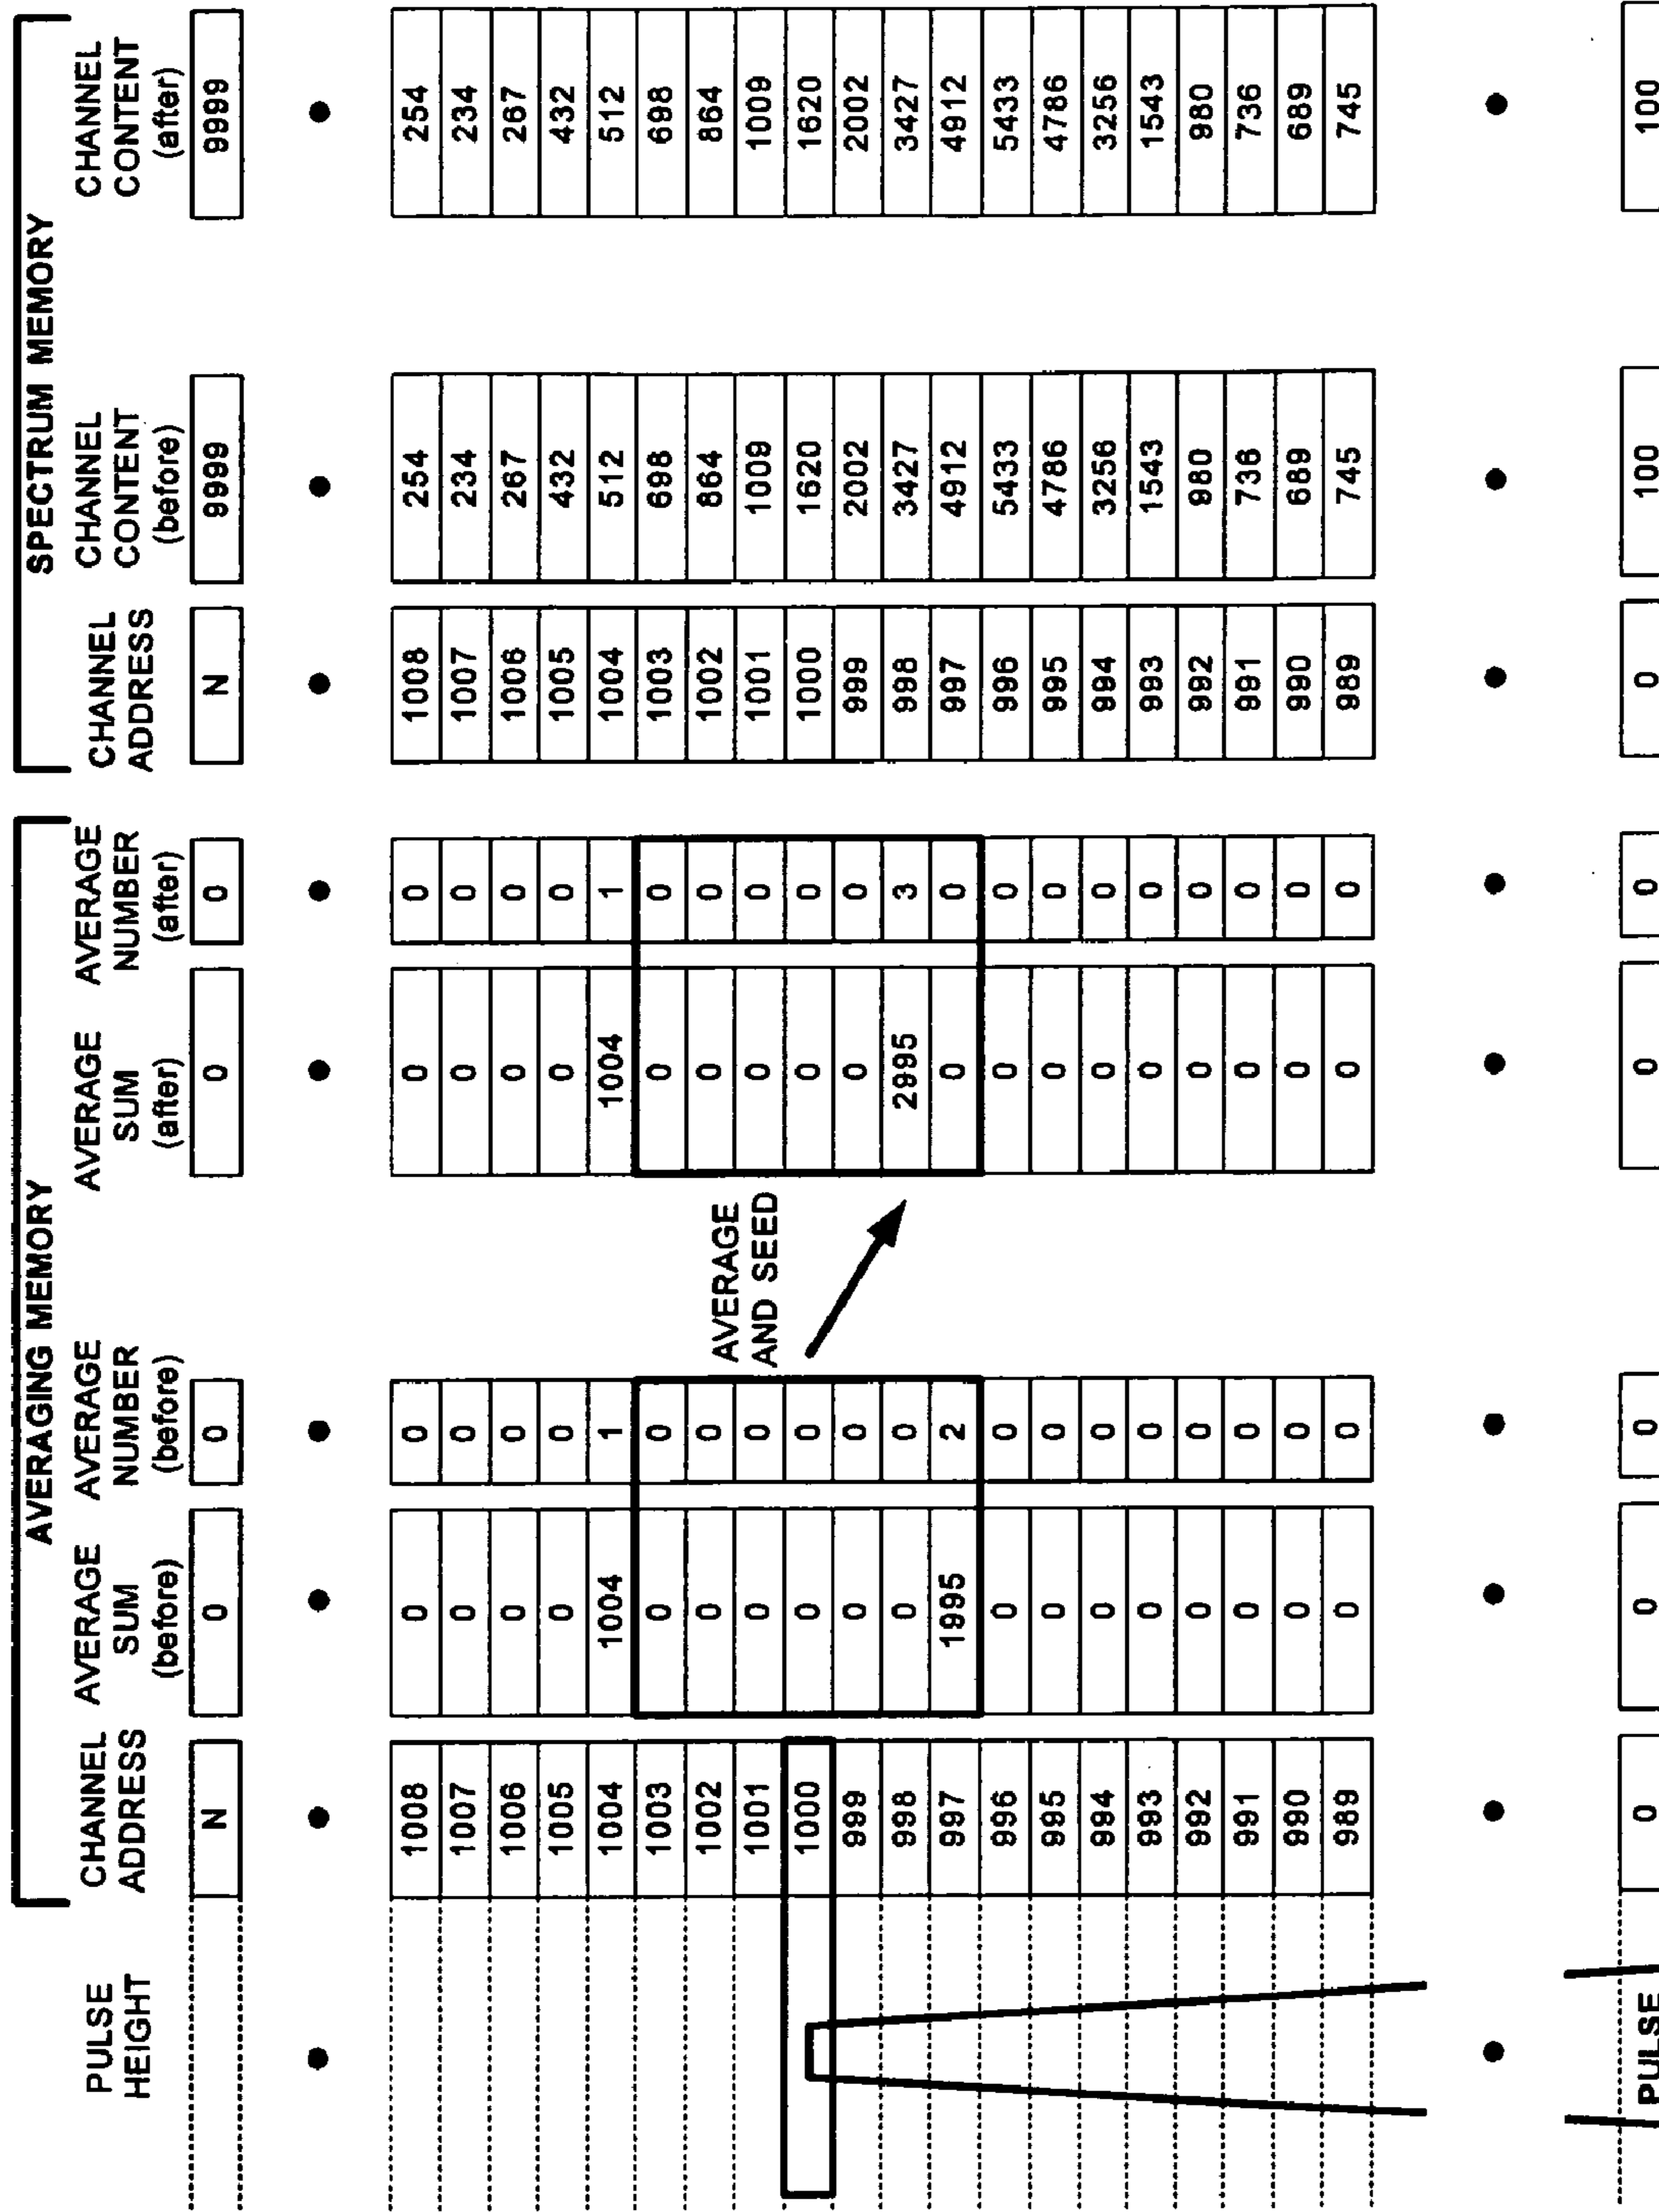 AVERAGING MEMORY SPECTRUM MEMORY
PULSE CHANNEL AVERAGE AVERAGE AVERAGE AVERAGE CHANNEL CHANNEL CHANNEL
HEIGHT ADDRESS SUM NUMBER SUM NUMBER ADDRESS CONTENT CONTENT
(before) (before) (after) (after) (before) (after)
N 0 0 0 0 N 9999 9999
1008 0 0 0 0 1008 254 254
1007 0 0 0 0 1007 234 234
1006 0 0 0 0 1006 267 267
1005 0 0 0 0 1005 432 432
1004 1004 1 1004 1 1004 512 512
1003 0 0 0 0 1003 698 698
1002 0 0 AVERAGE 0 0 1002 864 864
1001 0 0 AND SEED 0 0 1001 1009 1009
1000 0 0 0 0 1000 1620 1620
999 0 0 0 0 999 2002 2002
998 0 0 2995 3 998 3427 3427
997 1995 2 0 0 997 4912 4912
996 0 0 0 0 996 5433 5433
995 0 0 0 0 995 4786 4786
994 0 0 0 0 994 3256 3256
993 0 0 0 0 993 1543 1543
992 0 0 0 0 992 980 980
991 0 0 0 0 991 736 736
990 0 0 0 0 990 689 689
989 0 0 0 0 989 745 745
PULSE 0 0 0 0 0 0 100 100